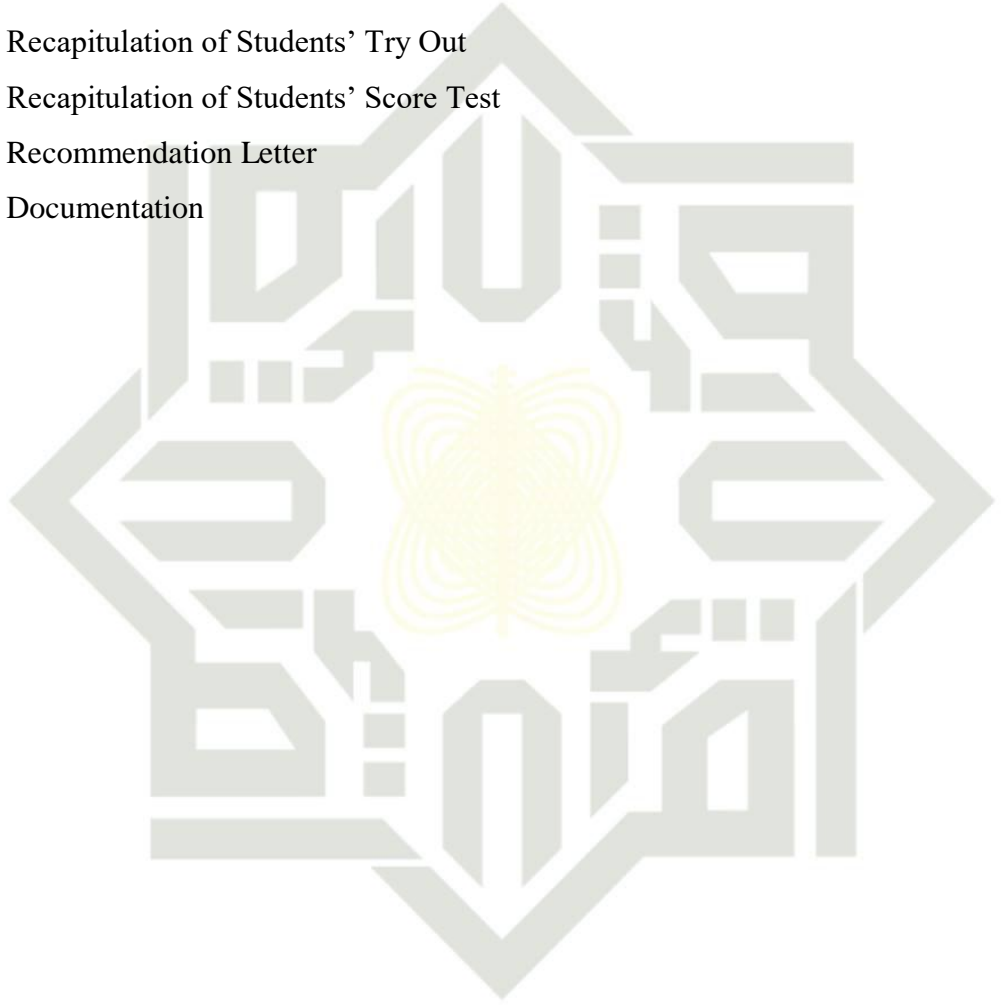 Recapitulation of Students’ Try Out
Recapitulation of Students’ Score Test
Recommendation Letter
Documentation